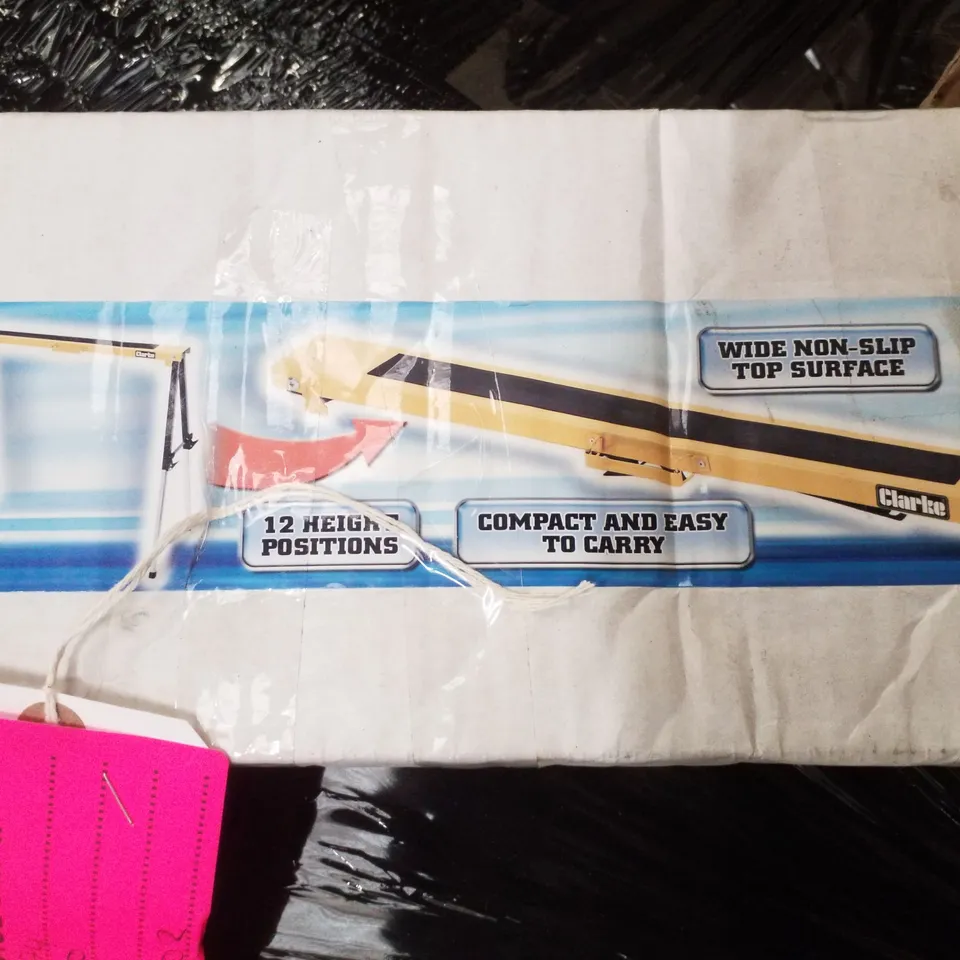 Clarke
WIDE NON-SLIP
TOP SURFACE
Clarke
12 HEIGHT
POSITIONS
COMPACT AND EASY
TO CARRY